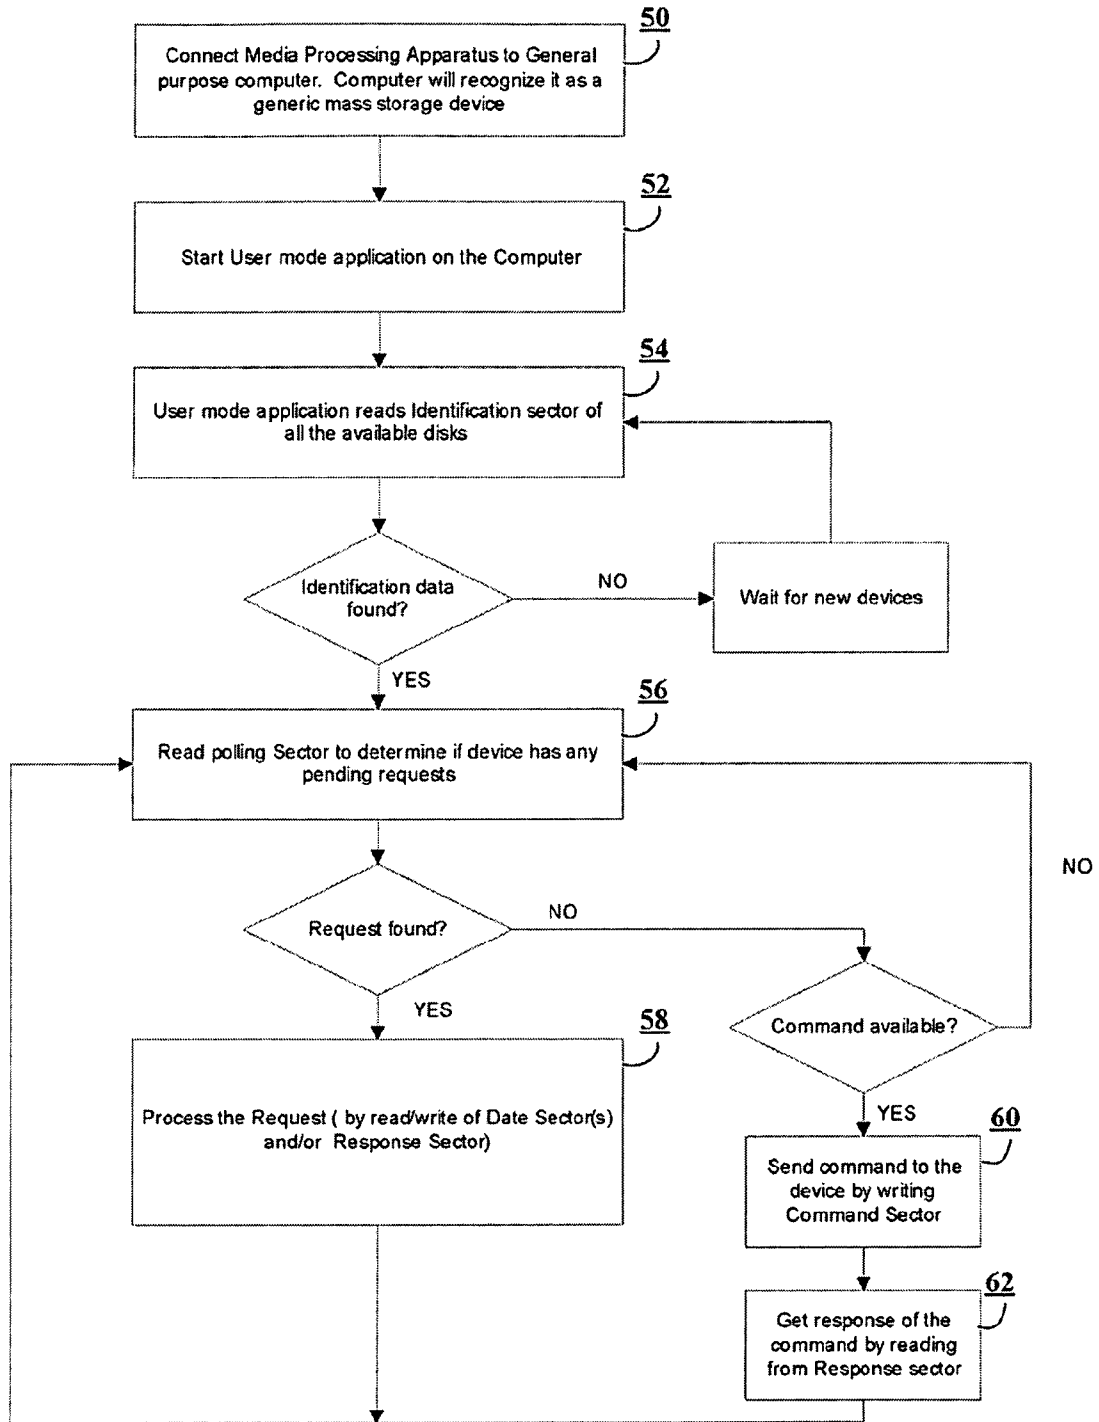 50
Connect Media Processing Apparatus to General
purpose computer. Computer will recognize it as a
generic mass storage device
52
Start User mode application on the Computer
54
User mode application reads Identification sector of
all the available disks
Identification data
found?
NO
Wait for new devices
YES
56
Read polling Sector to determine if device has any
pending requests
NO
Request found?
NO
YES
Command available?
58
Process the Request ( by read/write of Date Sector(s)
and/or Response Sector)
YES
60
Send command to the
device by writing
Command Sector
62
Get response of the
command by reading
from Response sector